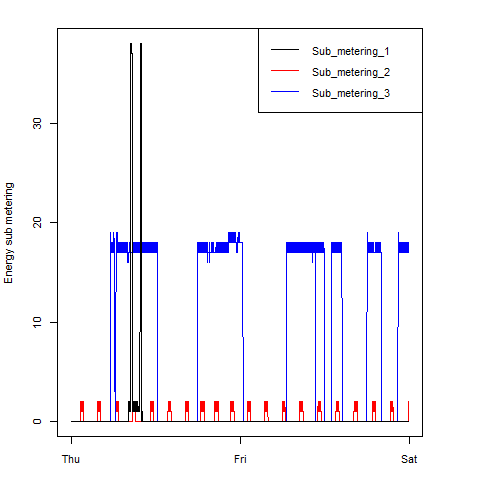 Sub_metering_1
Sub_metering_2
Sub_metering_3
30
20
10
0
Energy sub metering
Thu
Fri
Sat